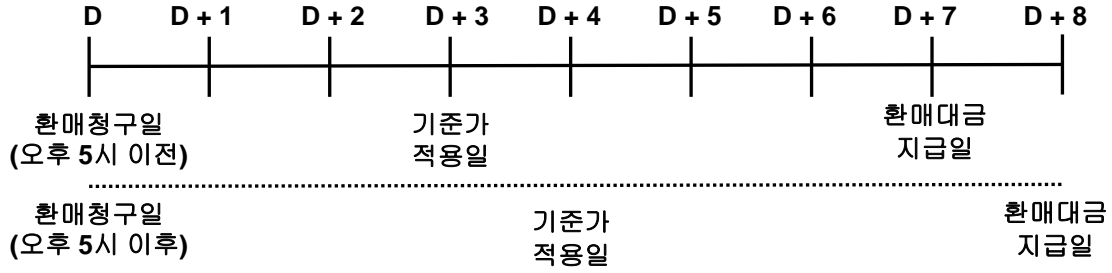 D D + 1 D + 2 D + 3 D + 4 D + 5 D + 6 D + 7 D + 8
환매청구일
(오후 5시 이전)
기준가
적용일
환매대금
지급일
환매청구일
(오후 5시 이후)
기준가
적용일
환매대금
지급일